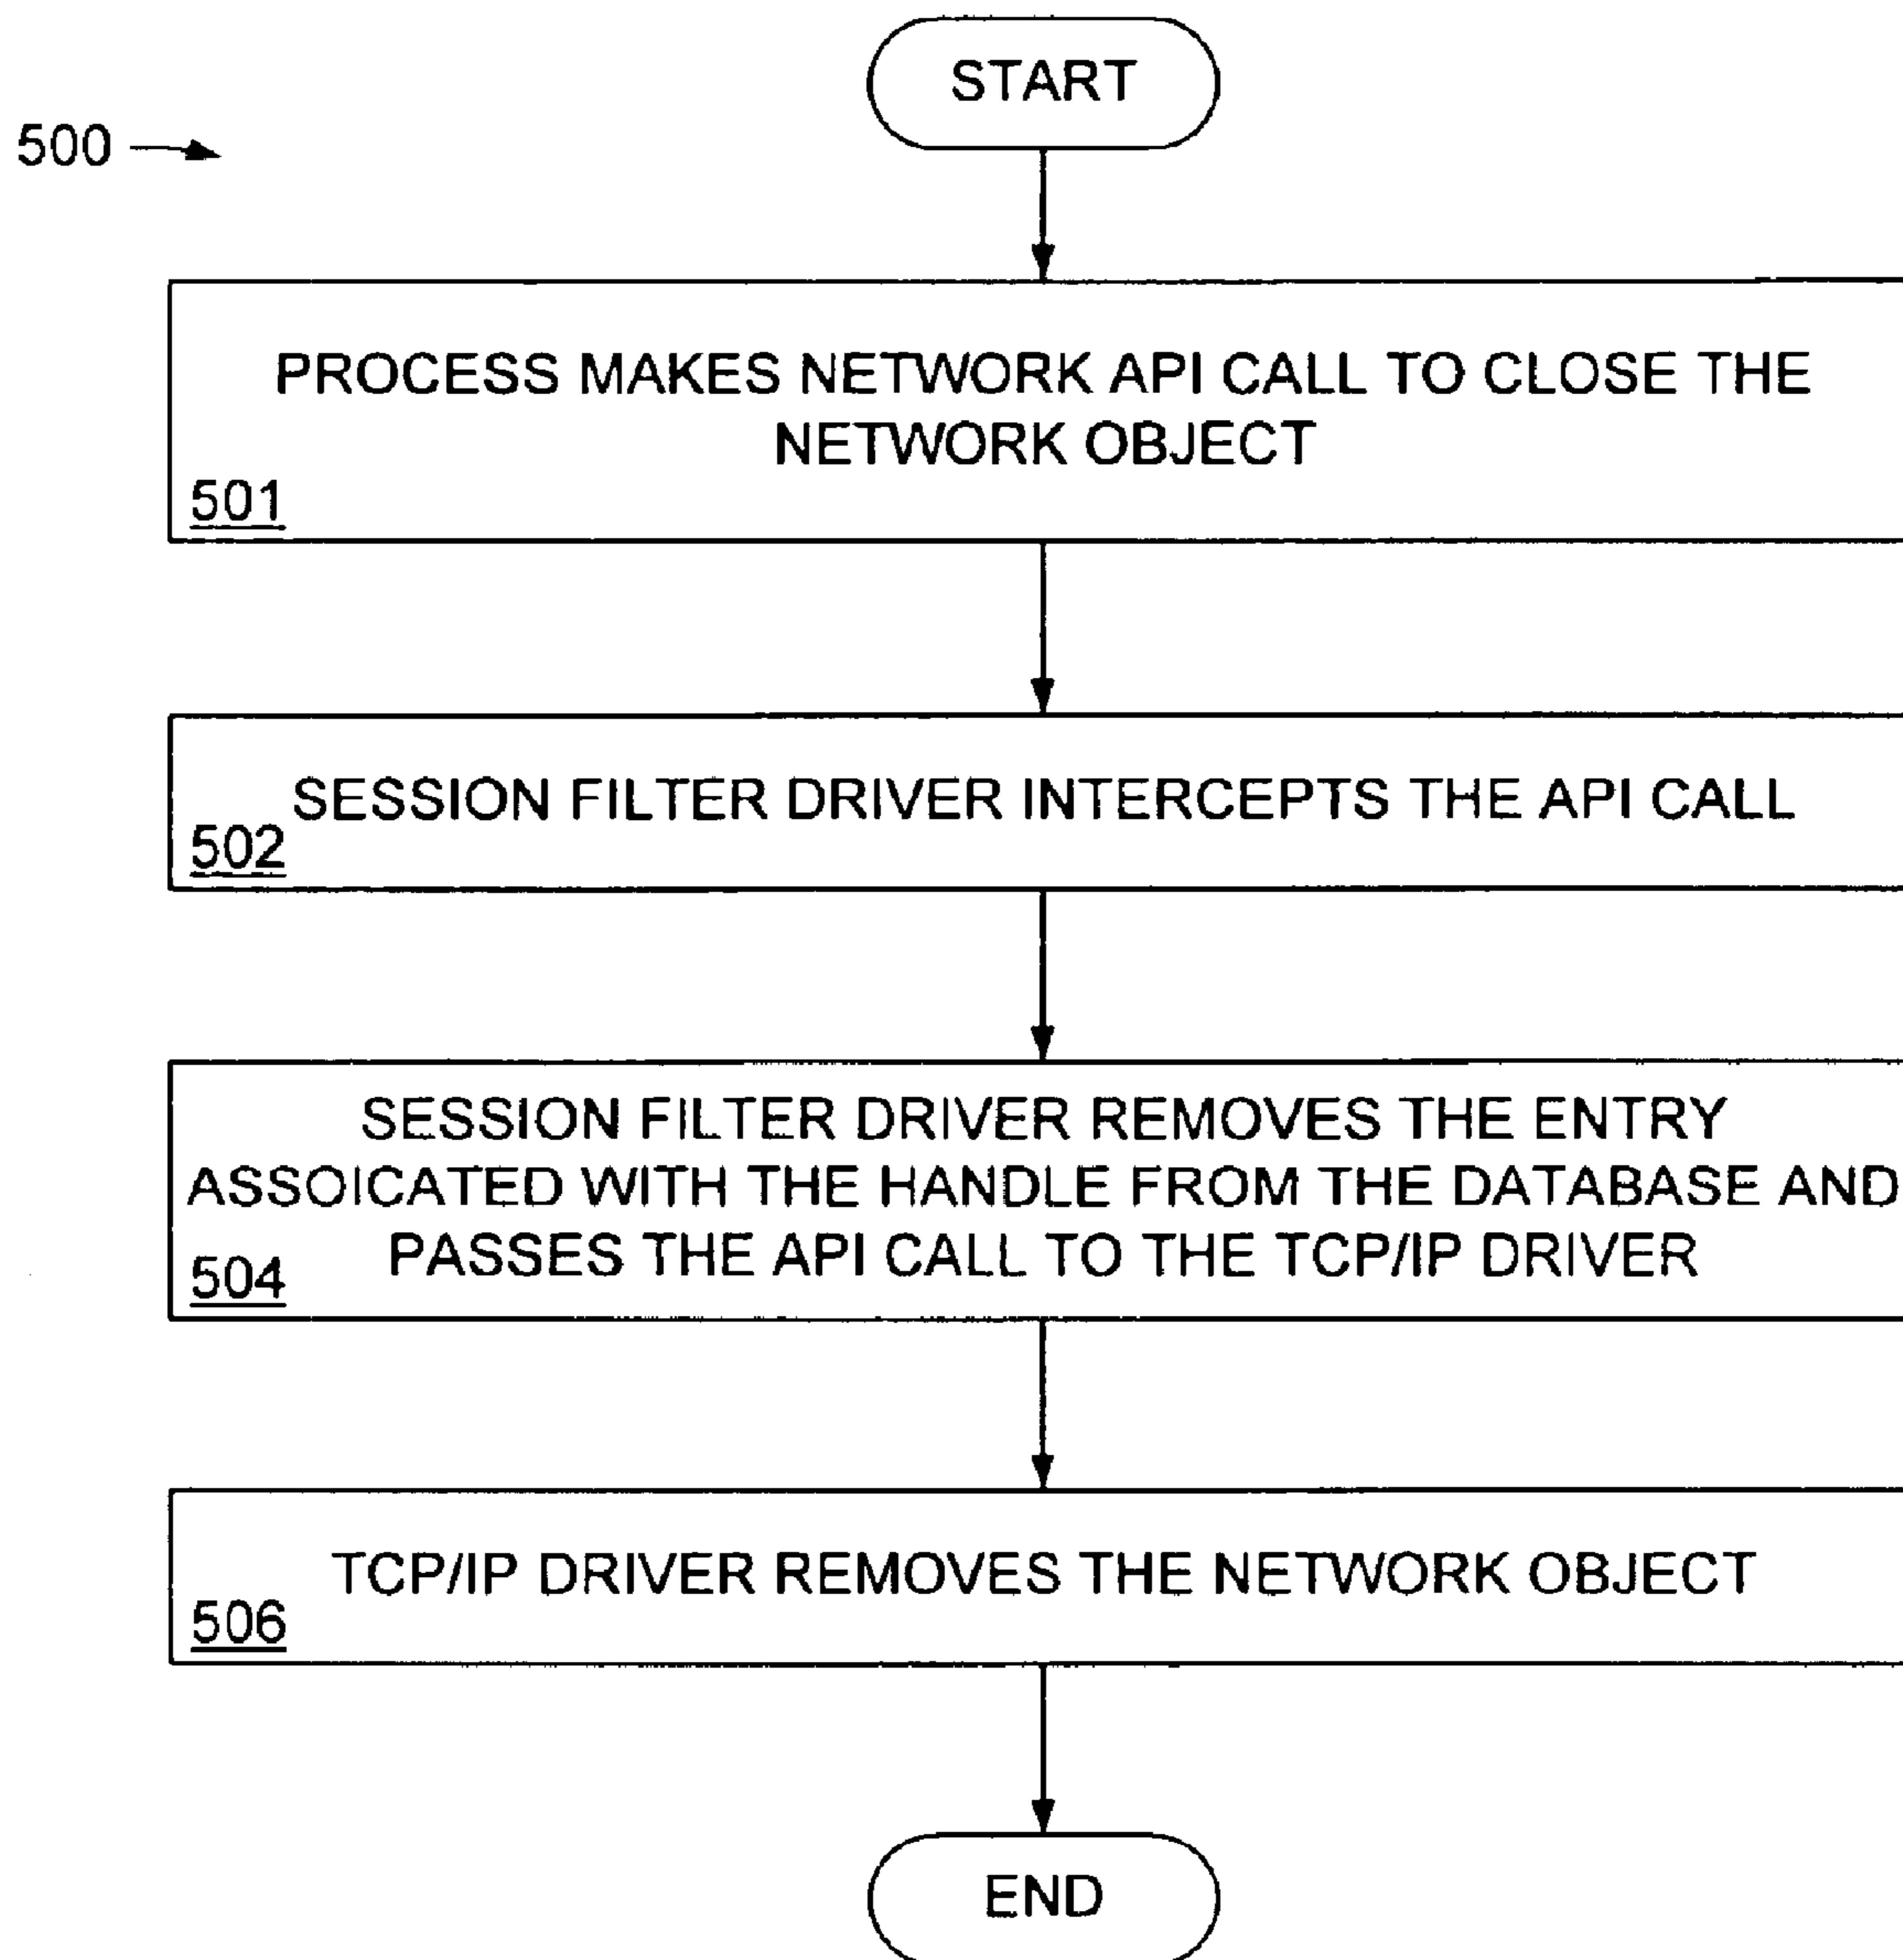 START
500
PROCESS MAKES NETWORK API CALL TO CLOSE THE
NETWORK OBJECT
501
SESSION FILTER DRIVER INTERCEPTS THE API CALL
502
SESSION FILTER DRIVER REMOVES THE ENTRY
ASSOICATED WITH THE HANDLE FROM THE DATABASE AND
PASSES THE API CALL TO THE TCP/IP DRIVER
504
TCP/IP DRIVER REMOVES THE NETWORK OBJECT
506
END